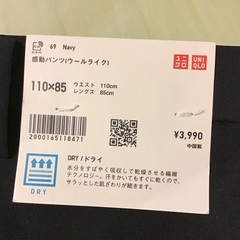 69 Navy
感動パンツ(ウールライク)
110×85
ウエスト 110cm
レングス 85cm
ユニクロ
UNIQLO
2000165118471
¥3,990
中国製
DRY
DRY/ドライ
水分をすばやく吸収して乾燥させる繊維
テクノロジー。汗をかいてもすぐに乾くので、
サラッとした肌ざわりが続きます。